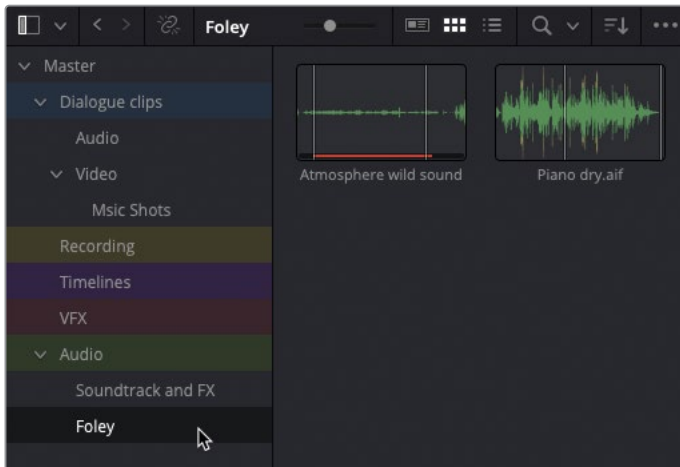 Foley
Master
Dialogue clips
Audio
Video
Msic Shots
Recording
Timelines
VFX
Audio
Soundtrack and FX
Foley
Atmosphere wild sound
Piano dry.aif